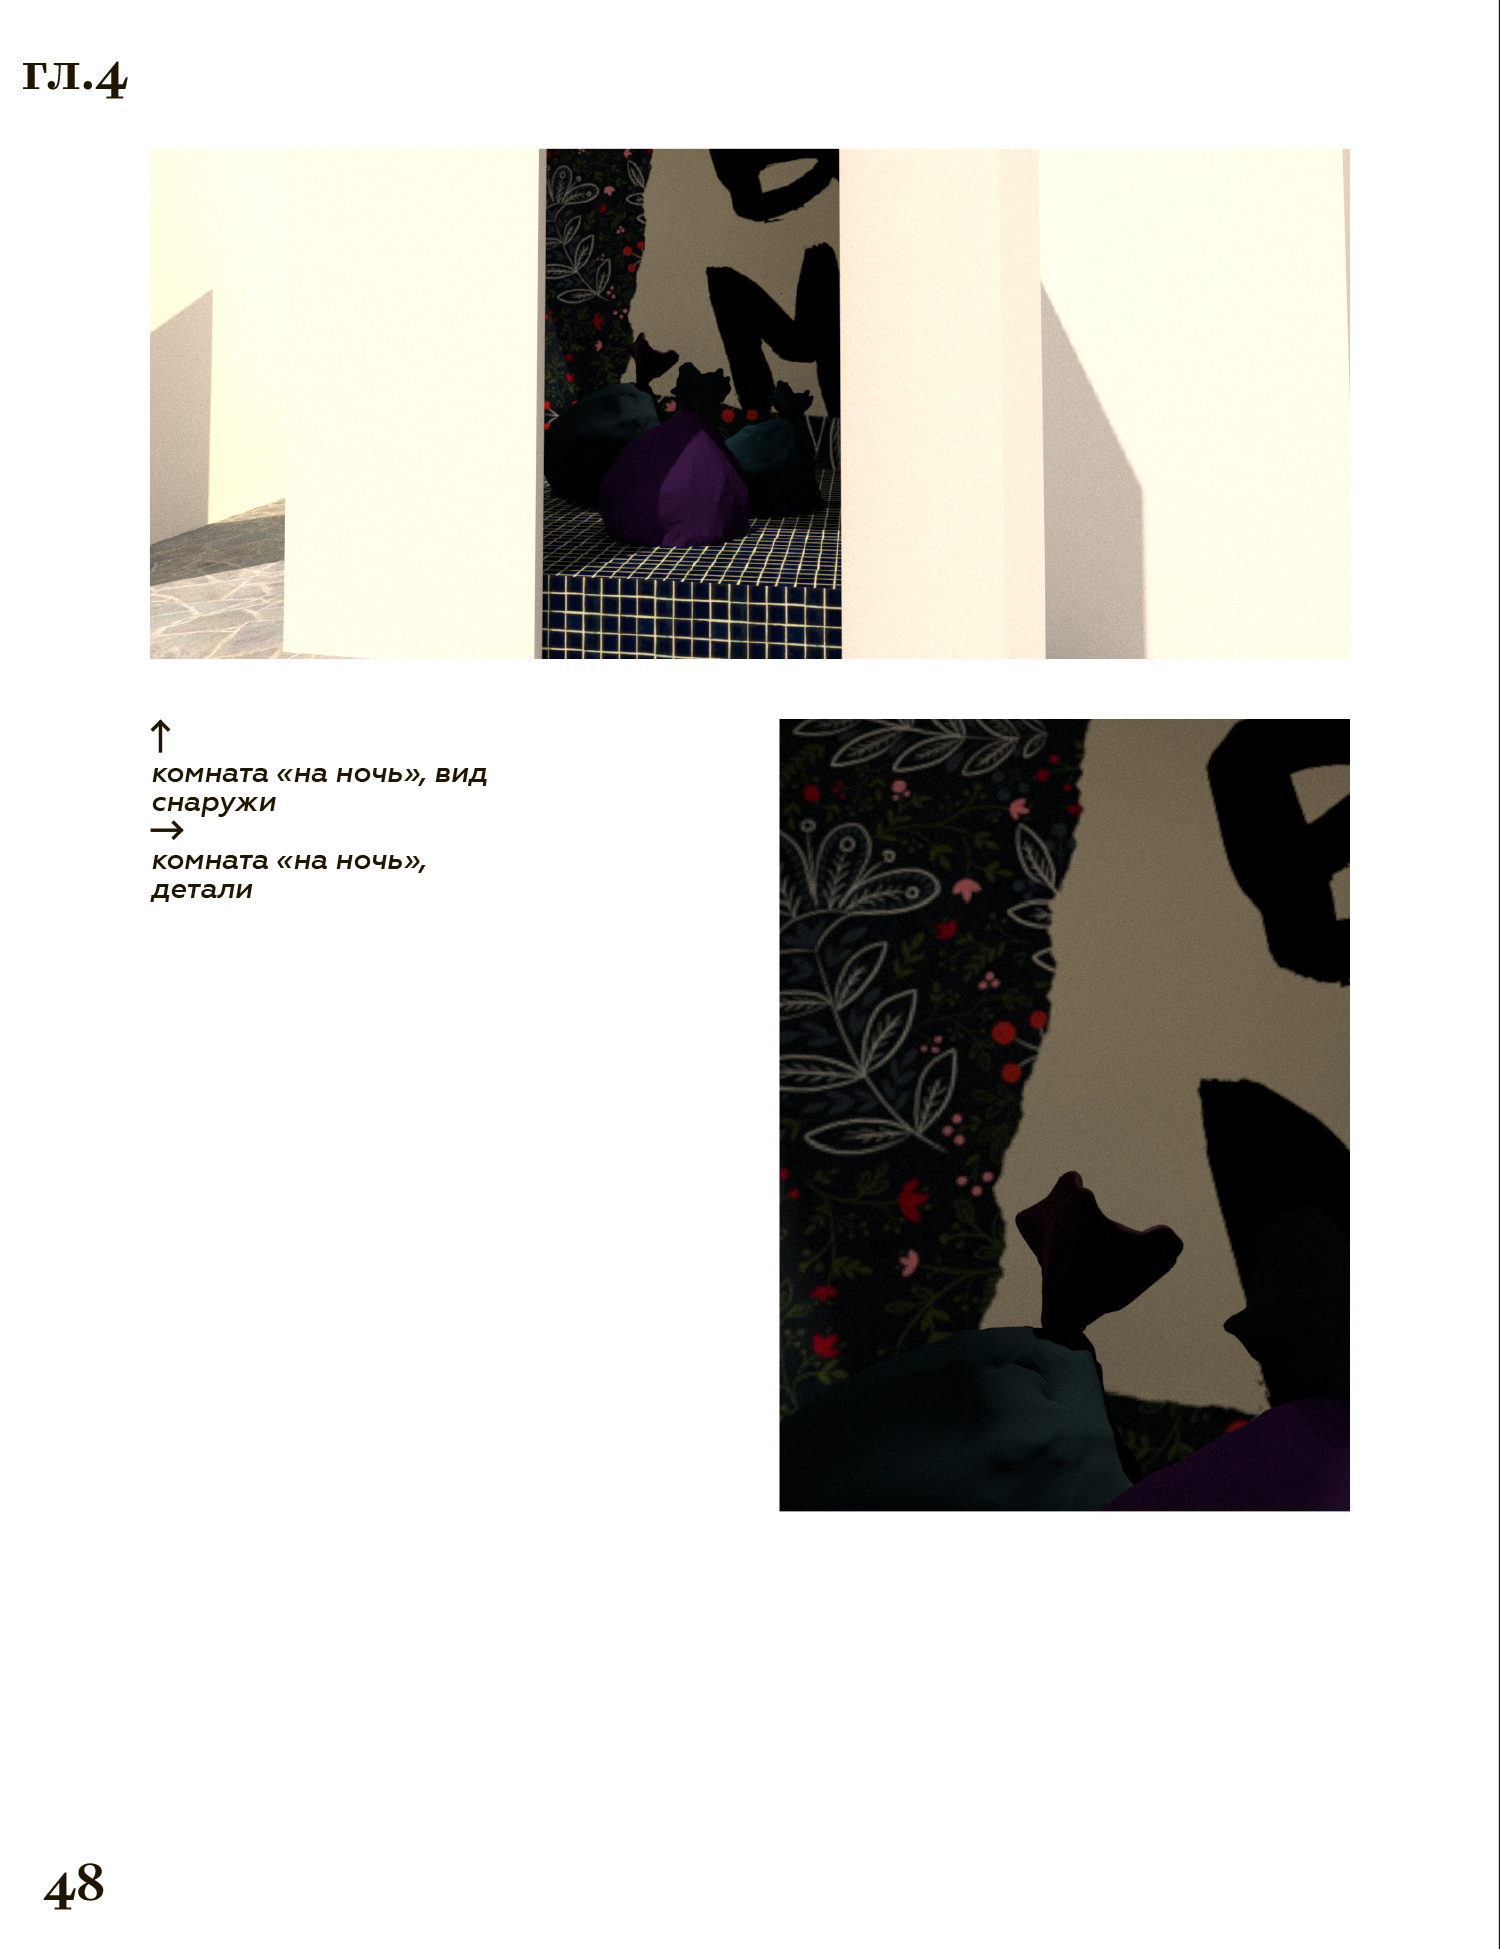 гл.4
↑
комната «на ночь», вид
снаружи
→
комната «на ночь»,
детали
48